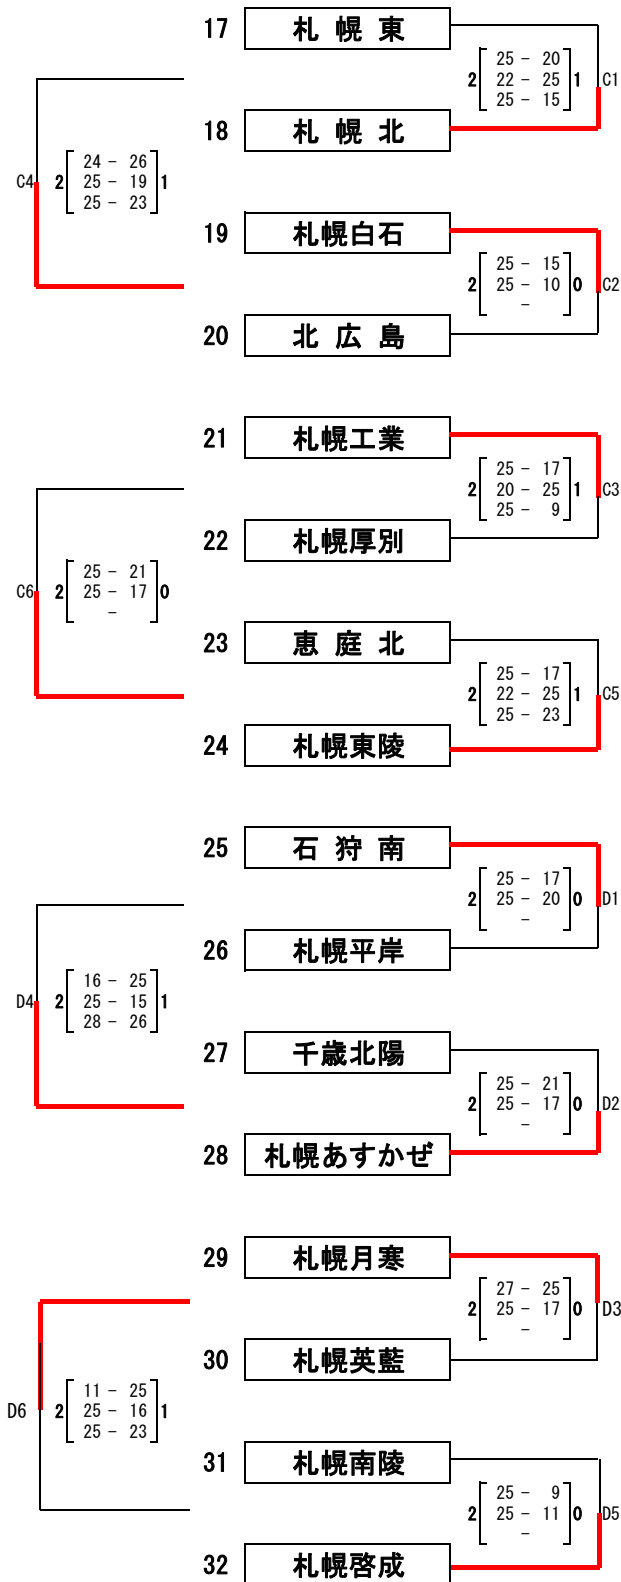 17 札幌東
2 25 - 20 1 C1
22 - 25
25 - 15
18 札幌北
C4 2 24 - 26 1
25 - 19
25 - 23
19 札幌白石
2 25 - 15 0 C2
25 - 10
-
20 北広島
21 札幌工業
2 25 - 17 1 C3
20 - 25
25 - 9
22 札幌厚別
C6 2 25 - 21 0
25 - 17
-
23 恵庭北
2 25 - 17 1 C5
22 - 25
25 - 23
24 札幌東陵
25 石狩南
2 25 - 17 0 D1
25 - 20
-
26 札幌平岸
D4 2 16 - 25 1
25 - 15
28 - 26
27 千歳北陽
2 25 - 21 0 D2
25 - 17
-
28 札幌あすかぜ
29 札幌月寒
2 27 - 25 0 D3
25 - 17
-
30 札幌英藍
D6 2 11 - 25 1
25 - 16
25 - 23
31 札幌南陵
2 25 - 9 0 D5
25 - 11
-
32 札幌啓成